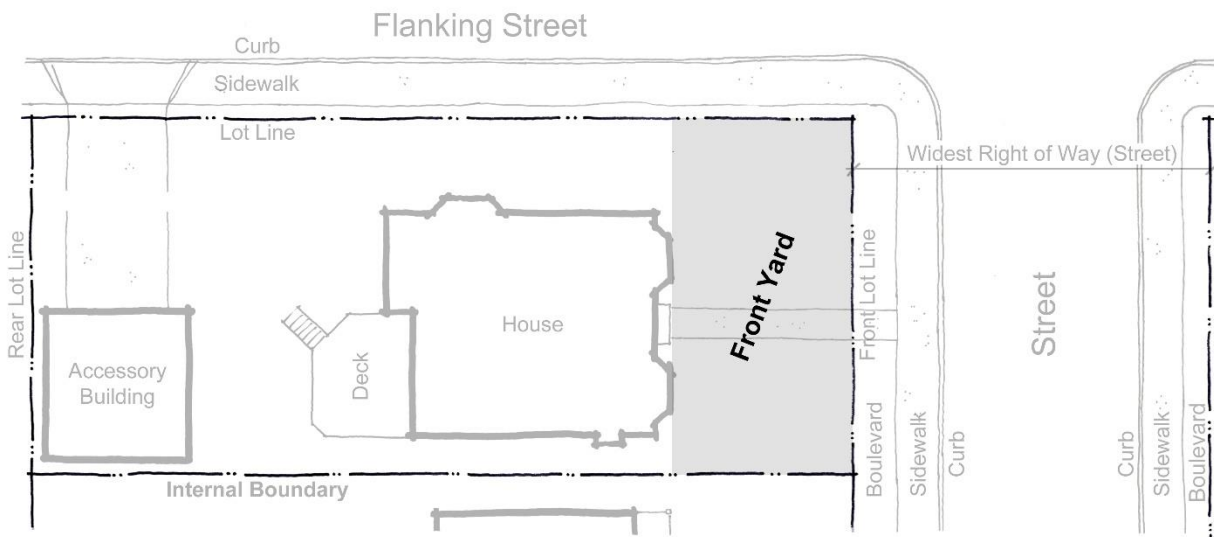 Flanking Street
Curb
Sidewalk
Lot Line
Widest Right of Way (Street)
Rear Lot Line
Front Yard
Front Lot Line
Street
House
Accessory
Building
Deck
Boulevard
Sidewalk
Curb
Curb
Sidewalk
Boulevard
Internal Boundary